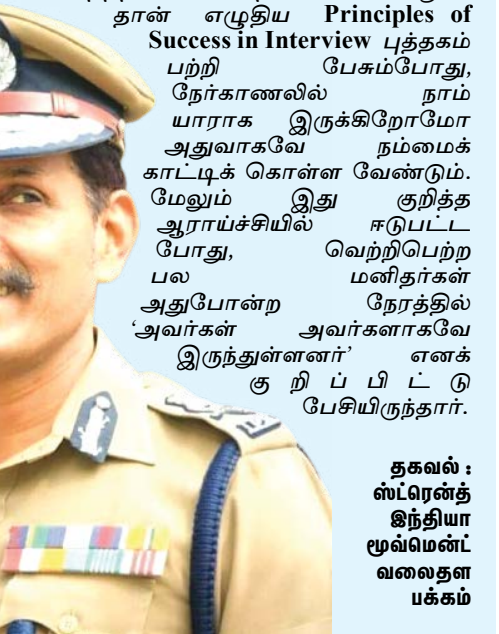 தான் எழுதிய Principles of
Success in Interview புத்தகம்
பற்றி பேசும்போது,
நேர்காணலில் நாம்
யாராக இருக்கிறோமோ
அதுவாகவே நம்மைக்
காட்டிக் கொள்ள வேண்டும்.
மேலும் இது குறித்த
ஆராய்ச்சியில் ஈடுபட்ட
போது, வெற்றிபெற்ற
பல மனிதர்கள்
அதுபோன்ற நேரத்தில்
‘அவர்கள் அவர்களாகவே
இருந்துள்ளனர்’ எனக்
கு றி ப் பி ட் டு
பேசியிருந்தார்.
தகவல் :
ஸ்ட்ரென்த்
இந்தியா
மூவ்மென்ட்
வலைதள
பக்கம்